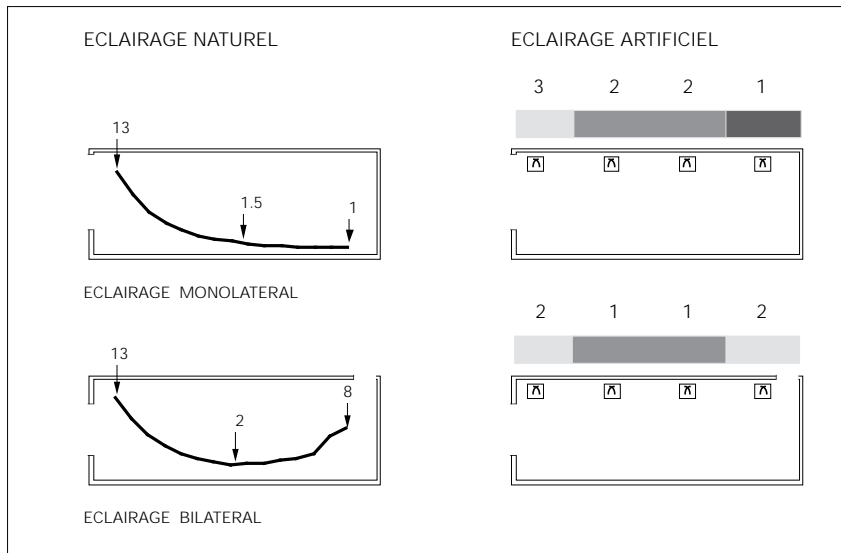 ECLAIRAGE NATUREL
ECLAIRAGE ARTIFICIEL
3 2 2 1
13
1.5
1
ECLAIRAGE MONOLATERAL
2 1 1 2
13
2
8
ECLAIRAGE BILATERAL